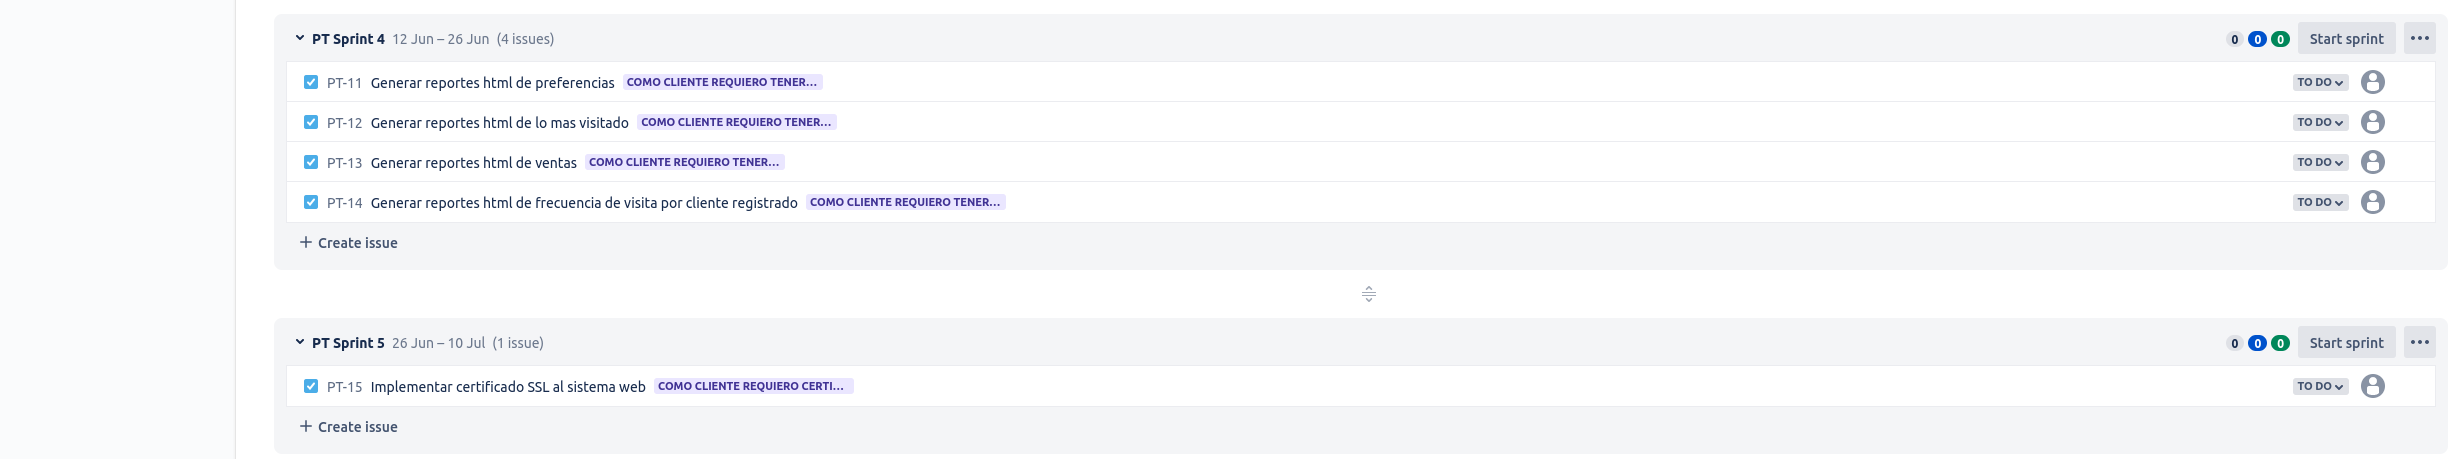 PT Sprint 4 12 Jun – 26 Jun (4 issues) 0 0 0 Start sprint
PT-11 Generar reportes html de preferencias COMO CLIENTE REQUIERO TENER... TO DO
PT-12 Generar reportes html de lo mas visitado COMO CLIENTE REQUIERO TENER... TO DO
PT-13 Generar reportes html de ventas COMO CLIENTE REQUIERO TENER... TO DO
PT-14 Generar reportes html de frecuencia de visita por cliente registrado COMO CLIENTE REQUIERO TENER... TO DO
+ Create issue
PT Sprint 5 26 Jun – 10 Jul (1 issue) 0 0 0 Start sprint
PT-15 Implementar certificado SSL al sistema web COMO CLIENTE REQUIERO CERTI... TO DO
+ Create issue